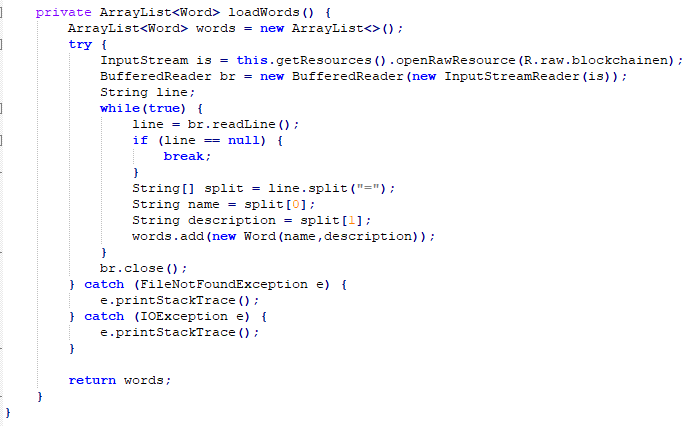 private ArrayList<Word> loadWords() {
ArrayList<Word> words = new ArrayList<>();
try {
InputStream is = this.getResources().openRawResource(R.raw.blockchainen);
BufferedReader br = new BufferedReader(new InputStreamReader(is));
String line;
while(true) {
line = br.readLine();
if (line == null) {
break;
}
String[] split = line.split("=");
String name = split[0];
String description = split[1];
words.add(new Word(name,description));
}
br.close();
} catch (FileNotFoundException e) {
e.printStackTrace();
} catch (IOException e) {
e.printStackTrace();
}
return words;
}
}